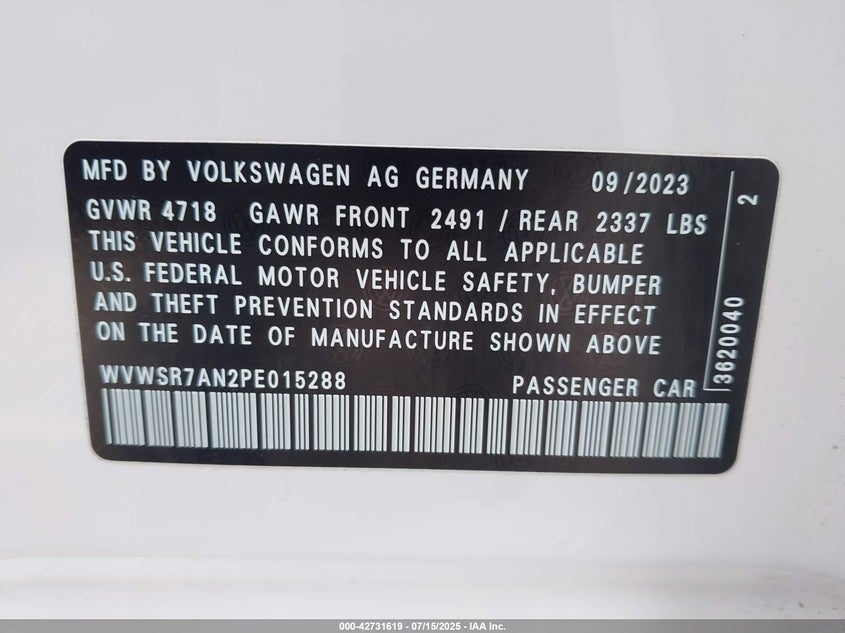 MFD BY VOLKSWAGEN AG GERMANY 09/2023
GVWR 4718 GAWR FRONT 2491 / REAR 2337 LBS
THIS VEHICLE CONFORMS TO ALL APPLICABLE
U.S. FEDERAL MOTOR VEHICLE SAFETY, BUMPER
AND THEFT PREVENTION STANDARDS IN EFFECT
ON THE DATE OF MANUFACTURE SHOWN ABOVE
WVWSR7AN2PE015288 PASSENGER CAR
3620040 2
000-42731619 - 07/15/2025 - IAA Inc.